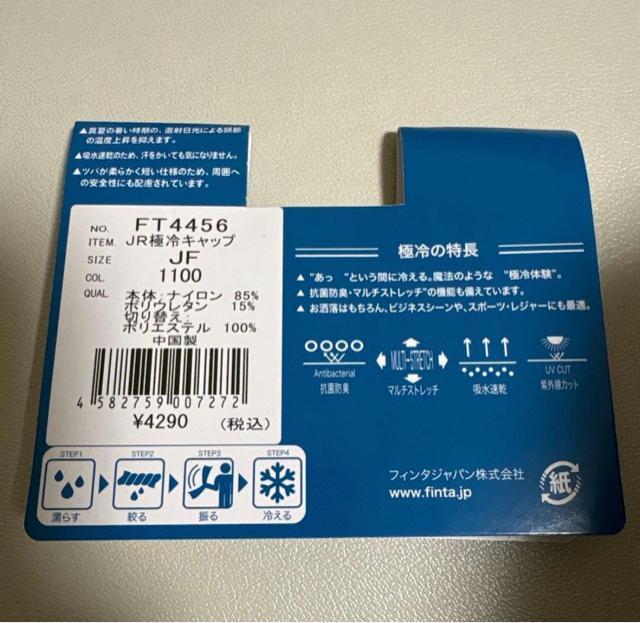 ▲真夏の暑い時期の、直射日光による頭部
の温度上昇を抑えます。
▲吸水速乾のため、汗をかいても気になりません。
▲ツバが柔らかく短い仕様のため、周囲へ
の安全性にも配慮されています。
NO. FT4456
ITEM. JR極冷キャップ
SIZE JF
COL. 1100
QUAL. 本体:ナイロン 85%
ポリウレタン 15%
切り替え:
ポリエステル 100%
中国製
4 582759 007272
¥4290 (税込)
極冷の特長
▲ "あっ "という間に冷える。魔法のような "極冷体験"。
▲ 抗菌防臭・マルチストレッチ"の機能も備えています。
▲ お洒落はもちろん、ビジネスシーンや、スポーツ・レジャーにも最適。
Antibacterial
抗菌防臭
MULTI-STRETCH
マルチストレッチ
吸水速乾
UV CUT
紫外線カット
STEP1
濡らす
STEP2
絞る
STEP3
振る
STEP4
冷える
フィンタジャパン株式会社
www.finta.jp
紙